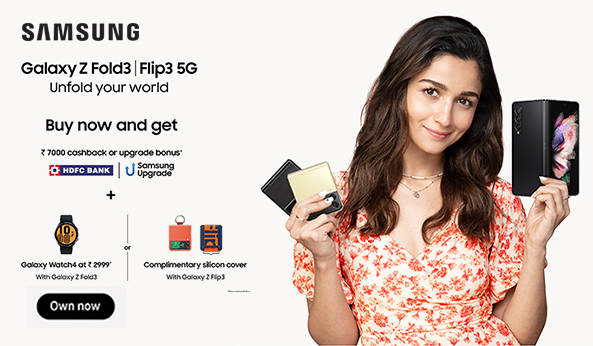 SAMSUNG
Galaxy Z Fold3 | Flip3 5G
Unfold your world
Buy now and get
₹ 7000 cashback or upgrade bonus*
HDFC BANK | Samsung Upgrade
+
or
Galaxy Watch4 at ₹ 2999*
With Galaxy Z Fold3
Complimentary silicon cover
With Galaxy Z Flip3
Own now